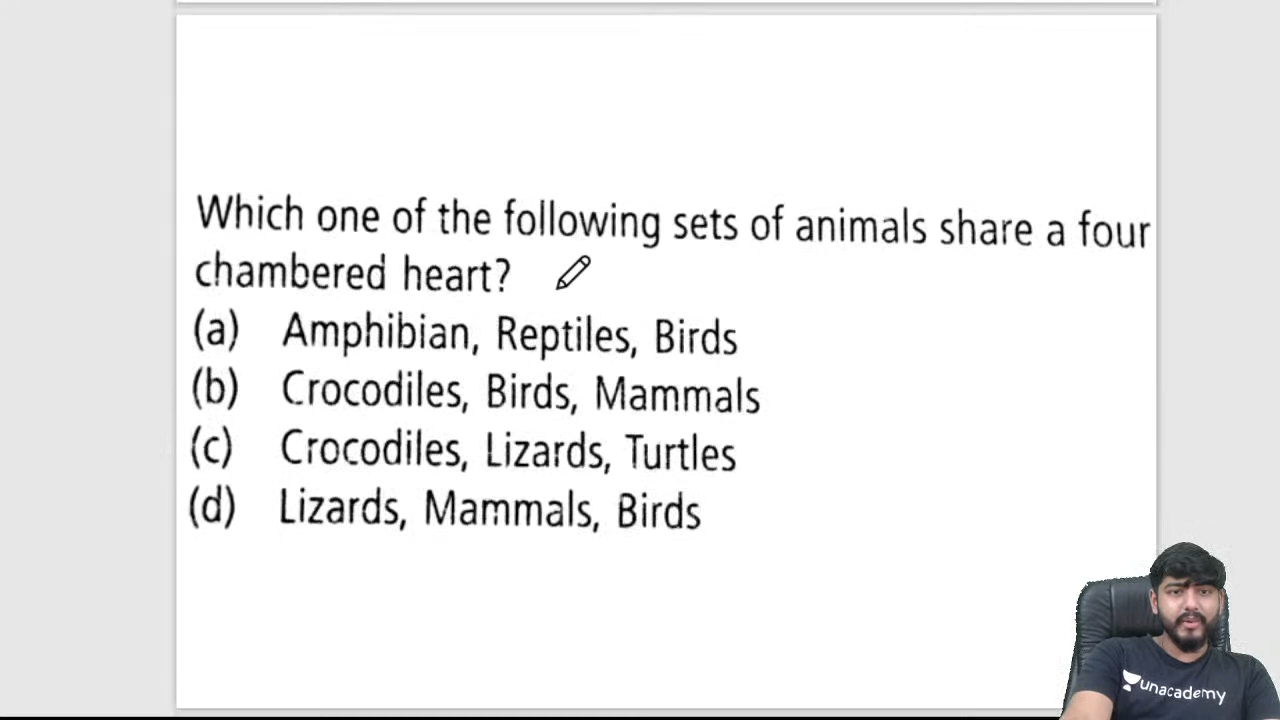 Which one of the following sets of animals share a four
chambered heart?
(a) Amphibian, Reptiles, Birds
(b) Crocodiles, Birds, Mammals
(c) Crocodiles, Lizards, Turtles
(d) Lizards, Mammals, Birds
unacademy